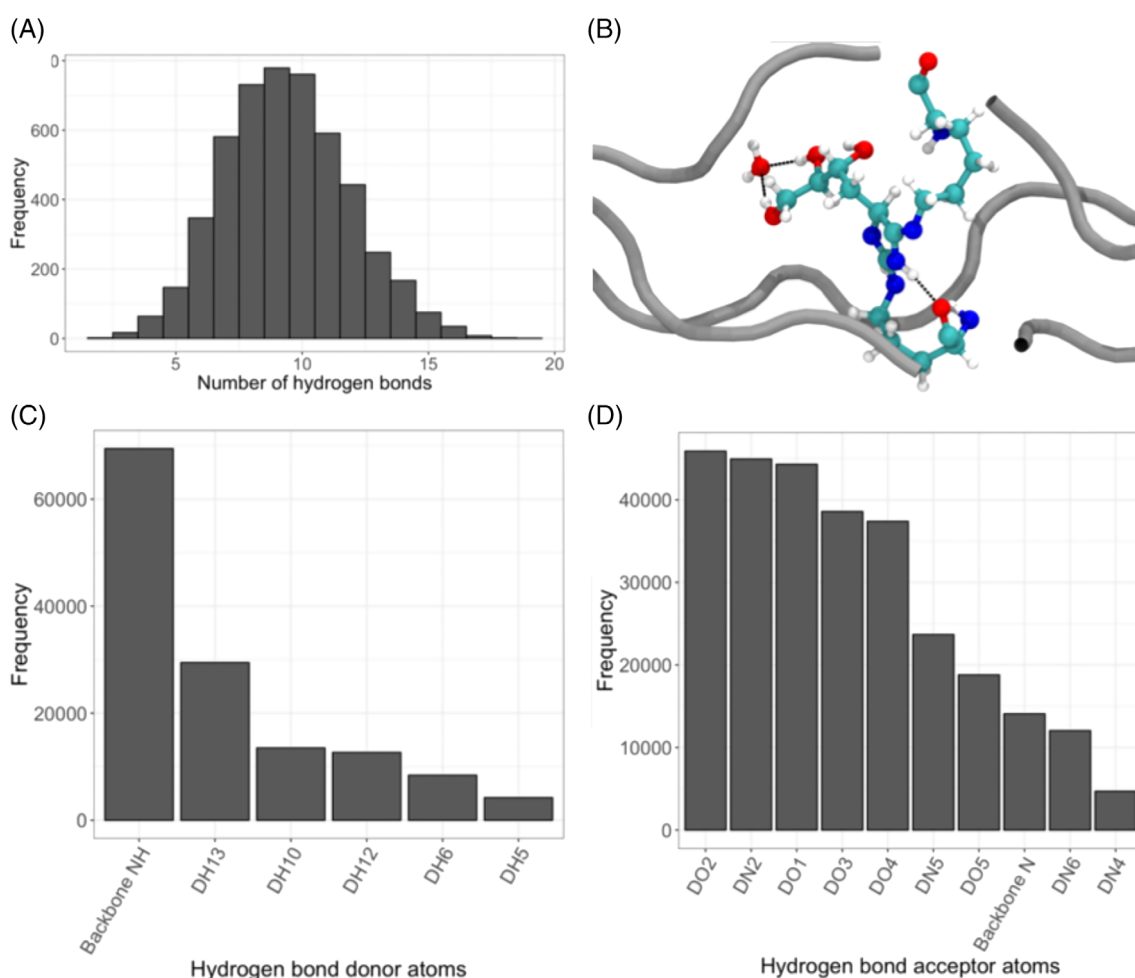 (A)
0
600
400
200
0
Frequency
5
10
15
20
Number of hydrogen bonds
(B)
(C)
60000
40000
20000
0
Frequency
Backbone NH
DH13
DH10
DH12
DH6
DH5
Hydrogen bond donor atoms
(D)
40000
30000
20000
10000
0
Frequency
DO2
DN2
DO1
DO3
DO4
DN5
DO5
Backbone N
DN6
DN4
Hydrogen bond acceptor atoms